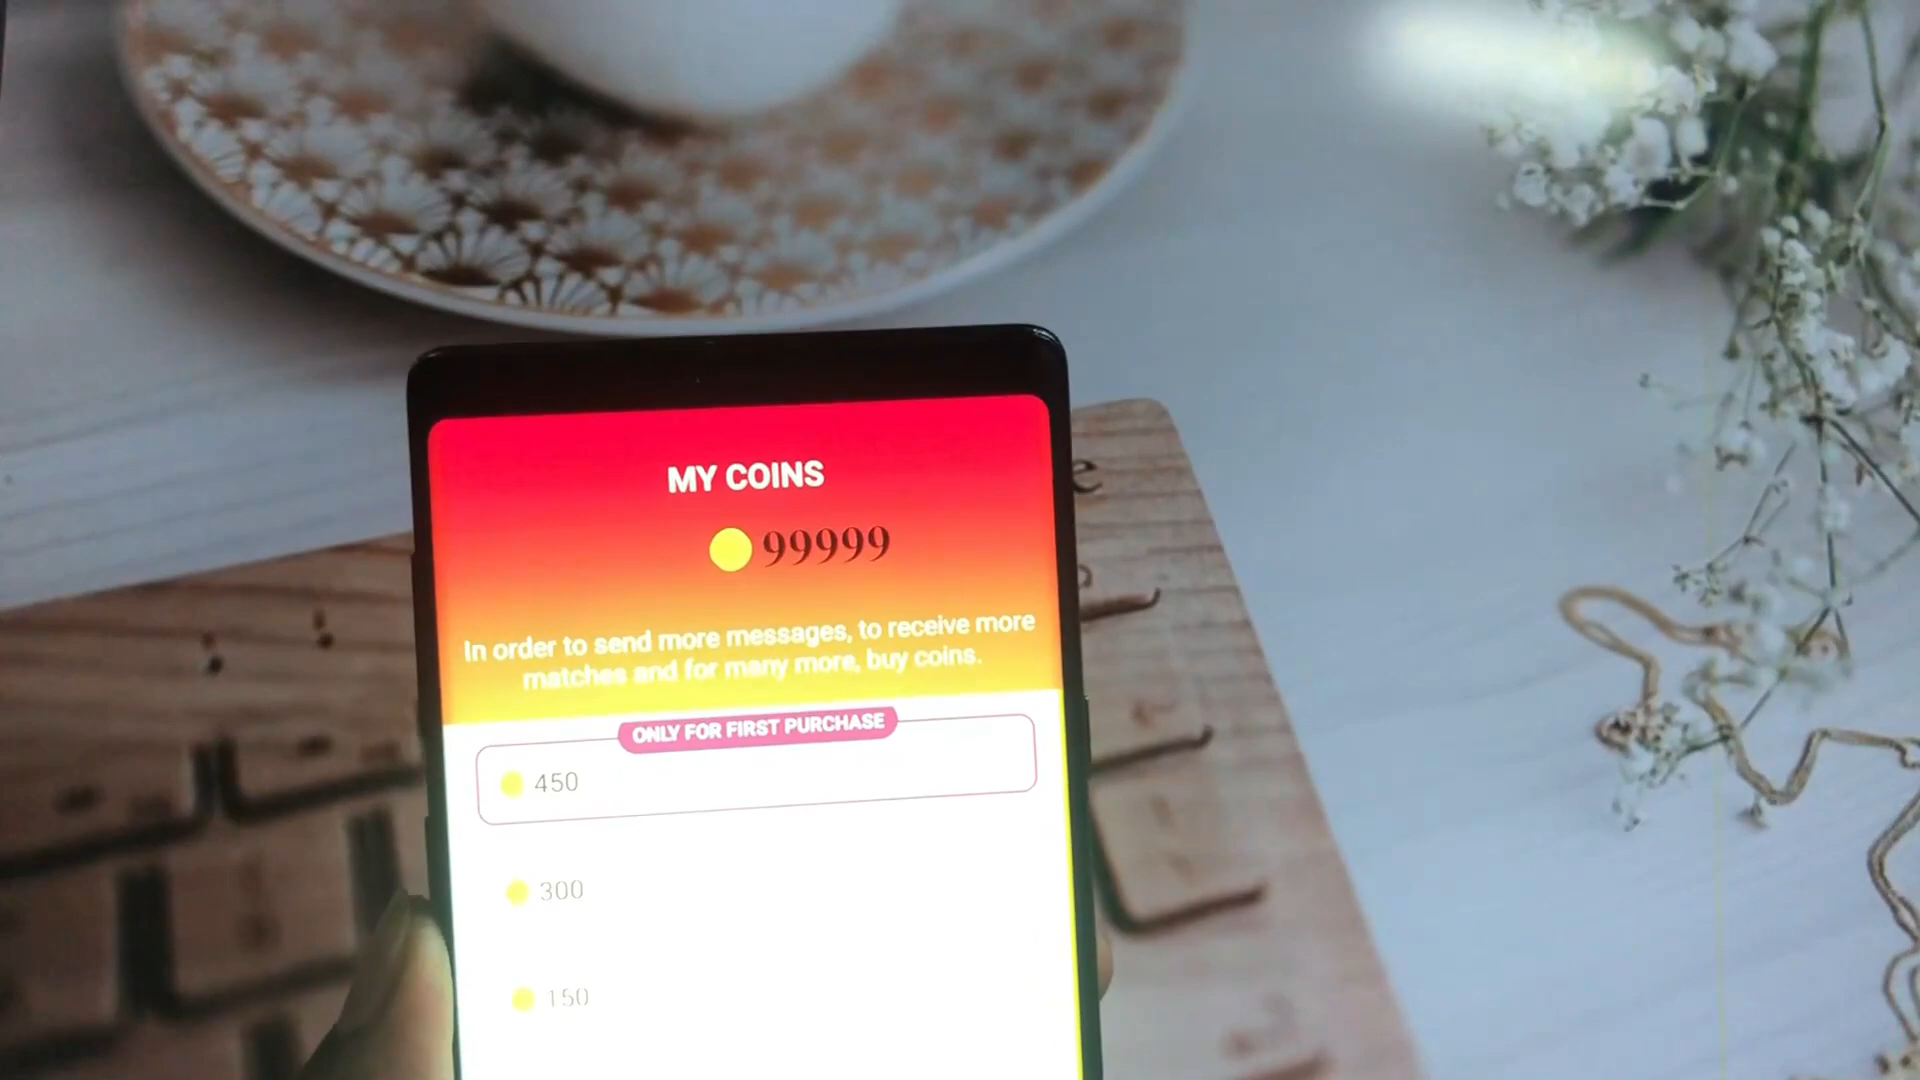 MY COINS
99999
In order to send more messages, to receive more
matches and for many more, buy coins.
ONLY FOR FIRST PURCHASE
450
300
150